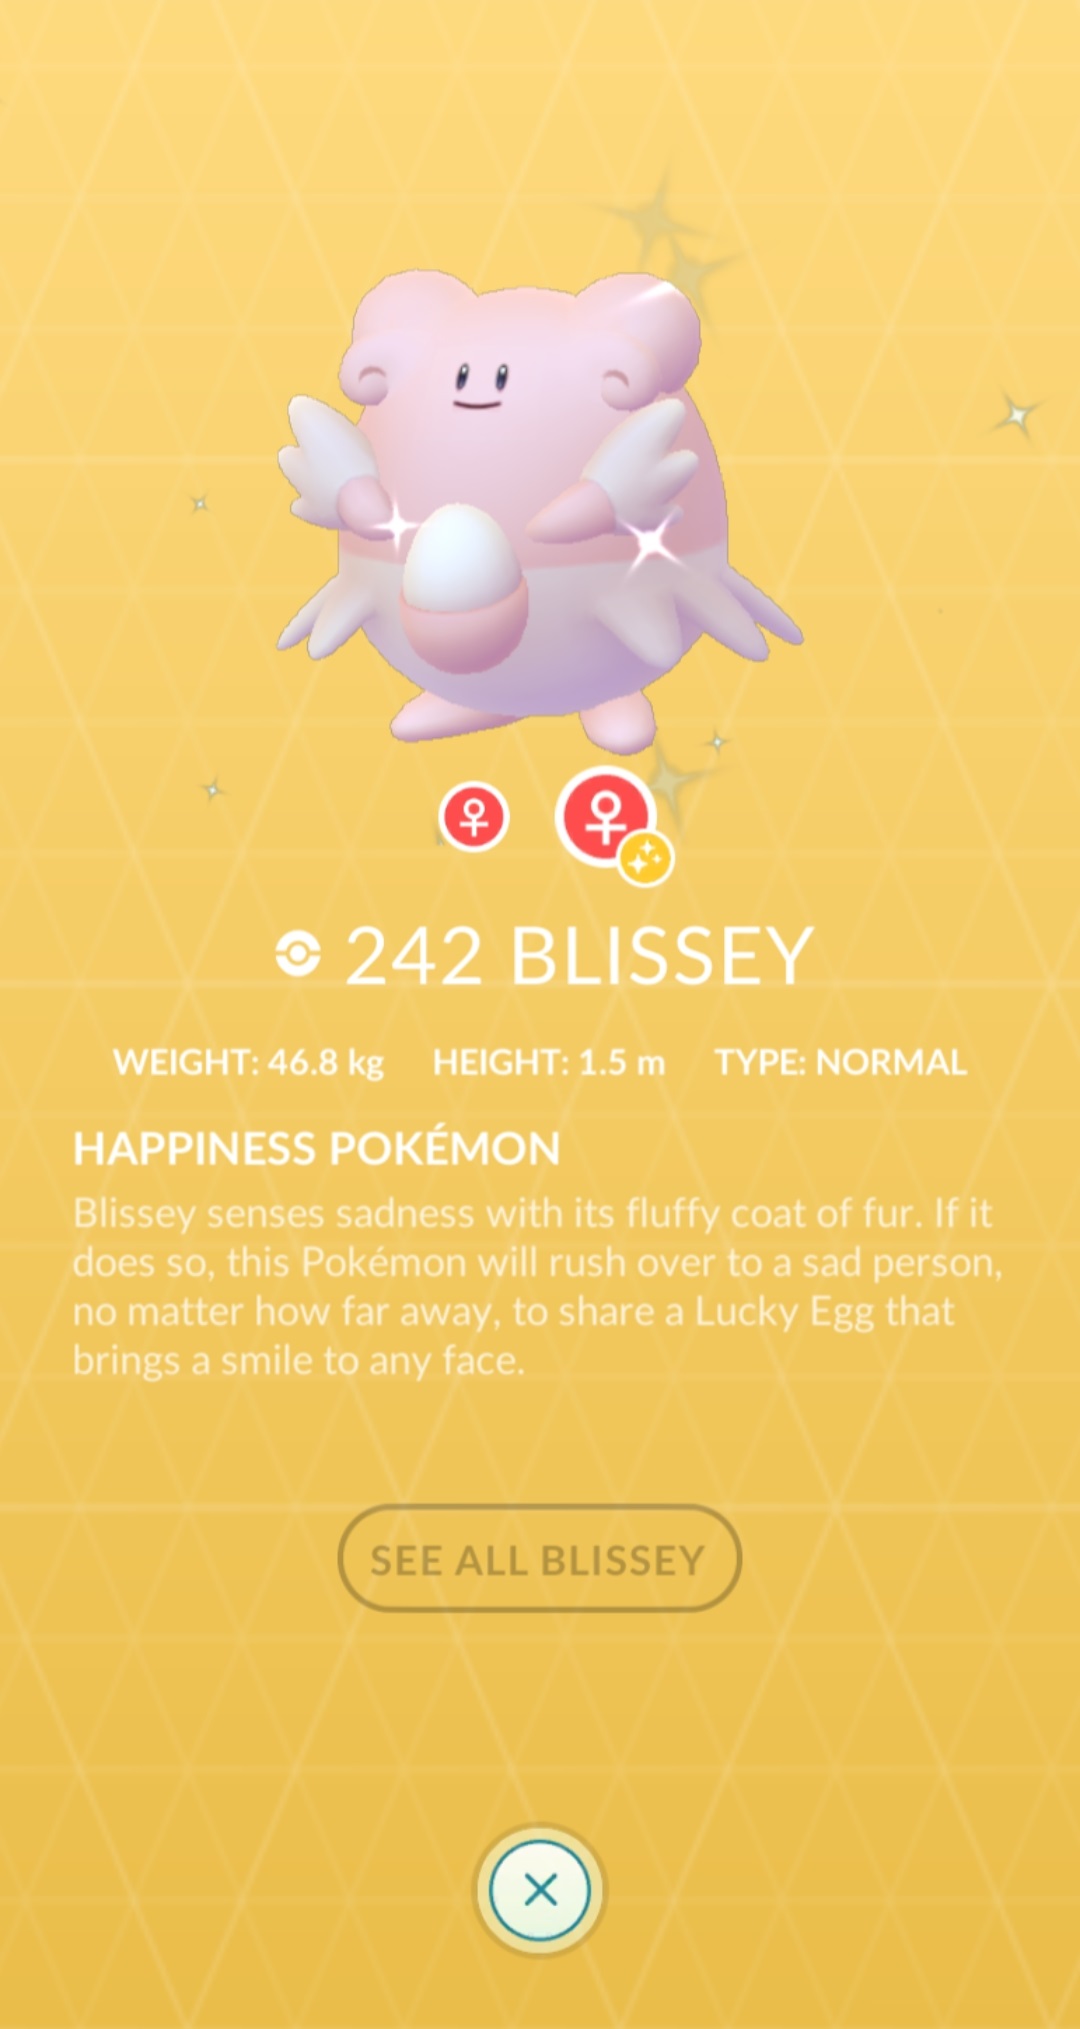 242 BLISSEY
WEIGHT: 46.8 kg HEIGHT: 1.5 m TYPE: NORMAL
HAPPINESS POKÉMON
Blissey senses sadness with its fluffy coat of fur. If it
does so, this Pokémon will rush over to a sad person,
no matter how far away, to share a Lucky Egg that
brings a smile to any face.
SEE ALL BLISSEY